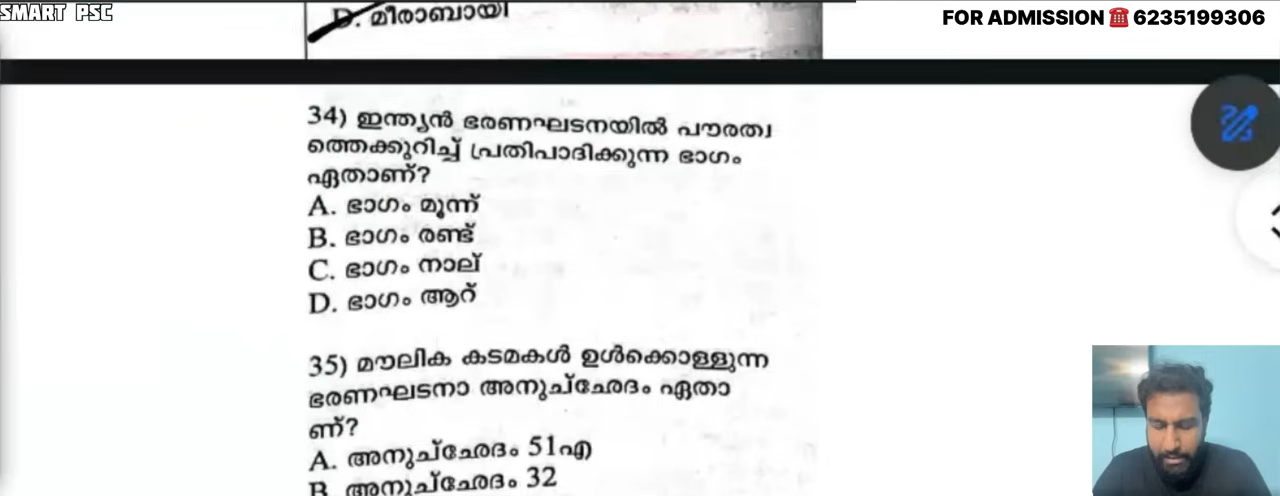 SMART PSC
FOR ADMISSION ☎️ 6235199306
D. മീരാബായി
34) ഇന്ത്യൻ ഭരണഘടനയിൽ പൗരത്വ
ത്തെക്കുറിച്ച് പ്രതിപാദിക്കുന്ന ഭാഗം
ഏതാണ്?
A. ഭാഗം മൂന്ന്
B. ഭാഗം രണ്ട്
C. ഭാഗം നാല്
D. ഭാഗം ആറ്
35) മൗലിക കടമകൾ ഉൾക്കൊള്ളുന്ന
ഭരണഘടനാ അനുച്ഛേദം ഏതാ
ണ്?
A. അനുച്ഛേദം 51എ
B. അനുച്ഛേദം 32